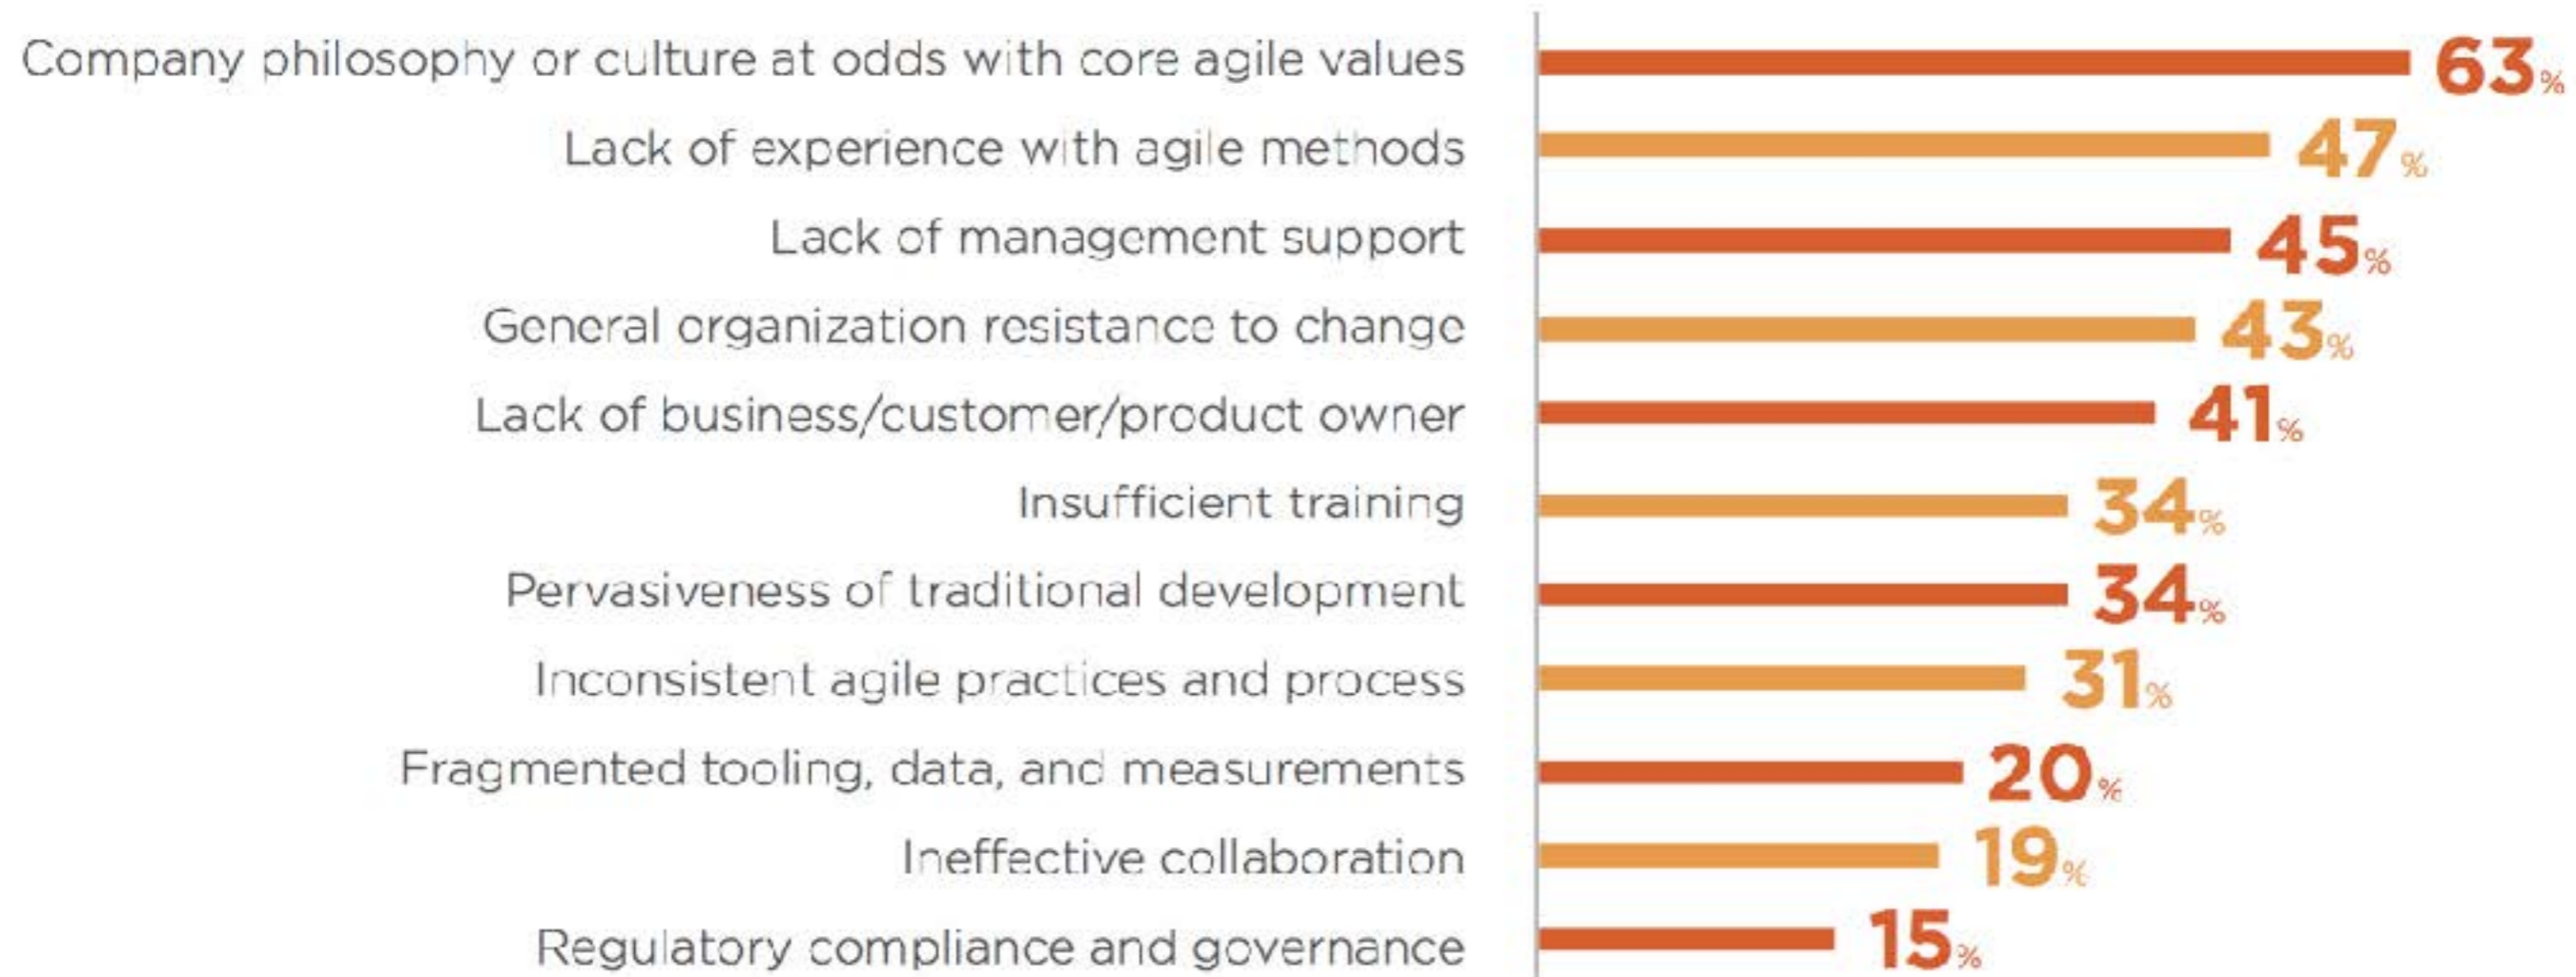 Company philosophy or culture at odds with core agile values 63%
Lack of experience with agile methods 47%
Lack of management support 45%
General organization resistance to change 43%
Lack of business/customer/product owner 41%
Insufficient training 34%
Pervasiveness of traditional development 34%
Inconsistent agile practices and process 31%
Fragmented tooling, data, and measurements 20%
Ineffective collaboration 19%
Regulatory compliance and governance 15%